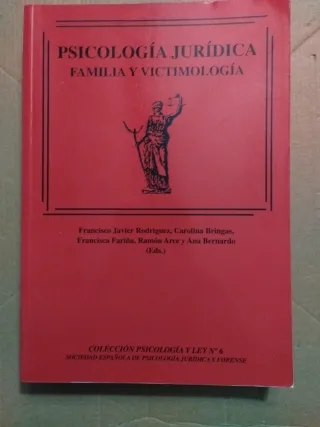 PSICOLOGÍA JURÍDICA
FAMILIA Y VICTIMOLOGÍA
Francisco Javier Rodríguez, Carolina Bringas,
Francisca Fariña, Ramón Arce y Ana Bernardo
(Eds.)
COLECCIÓN PSICOLOGÍA Y LEY Nº 6
SOCIEDAD ESPAÑOLA DE PSICOLOGÍA JURÍDICA Y FORENSE